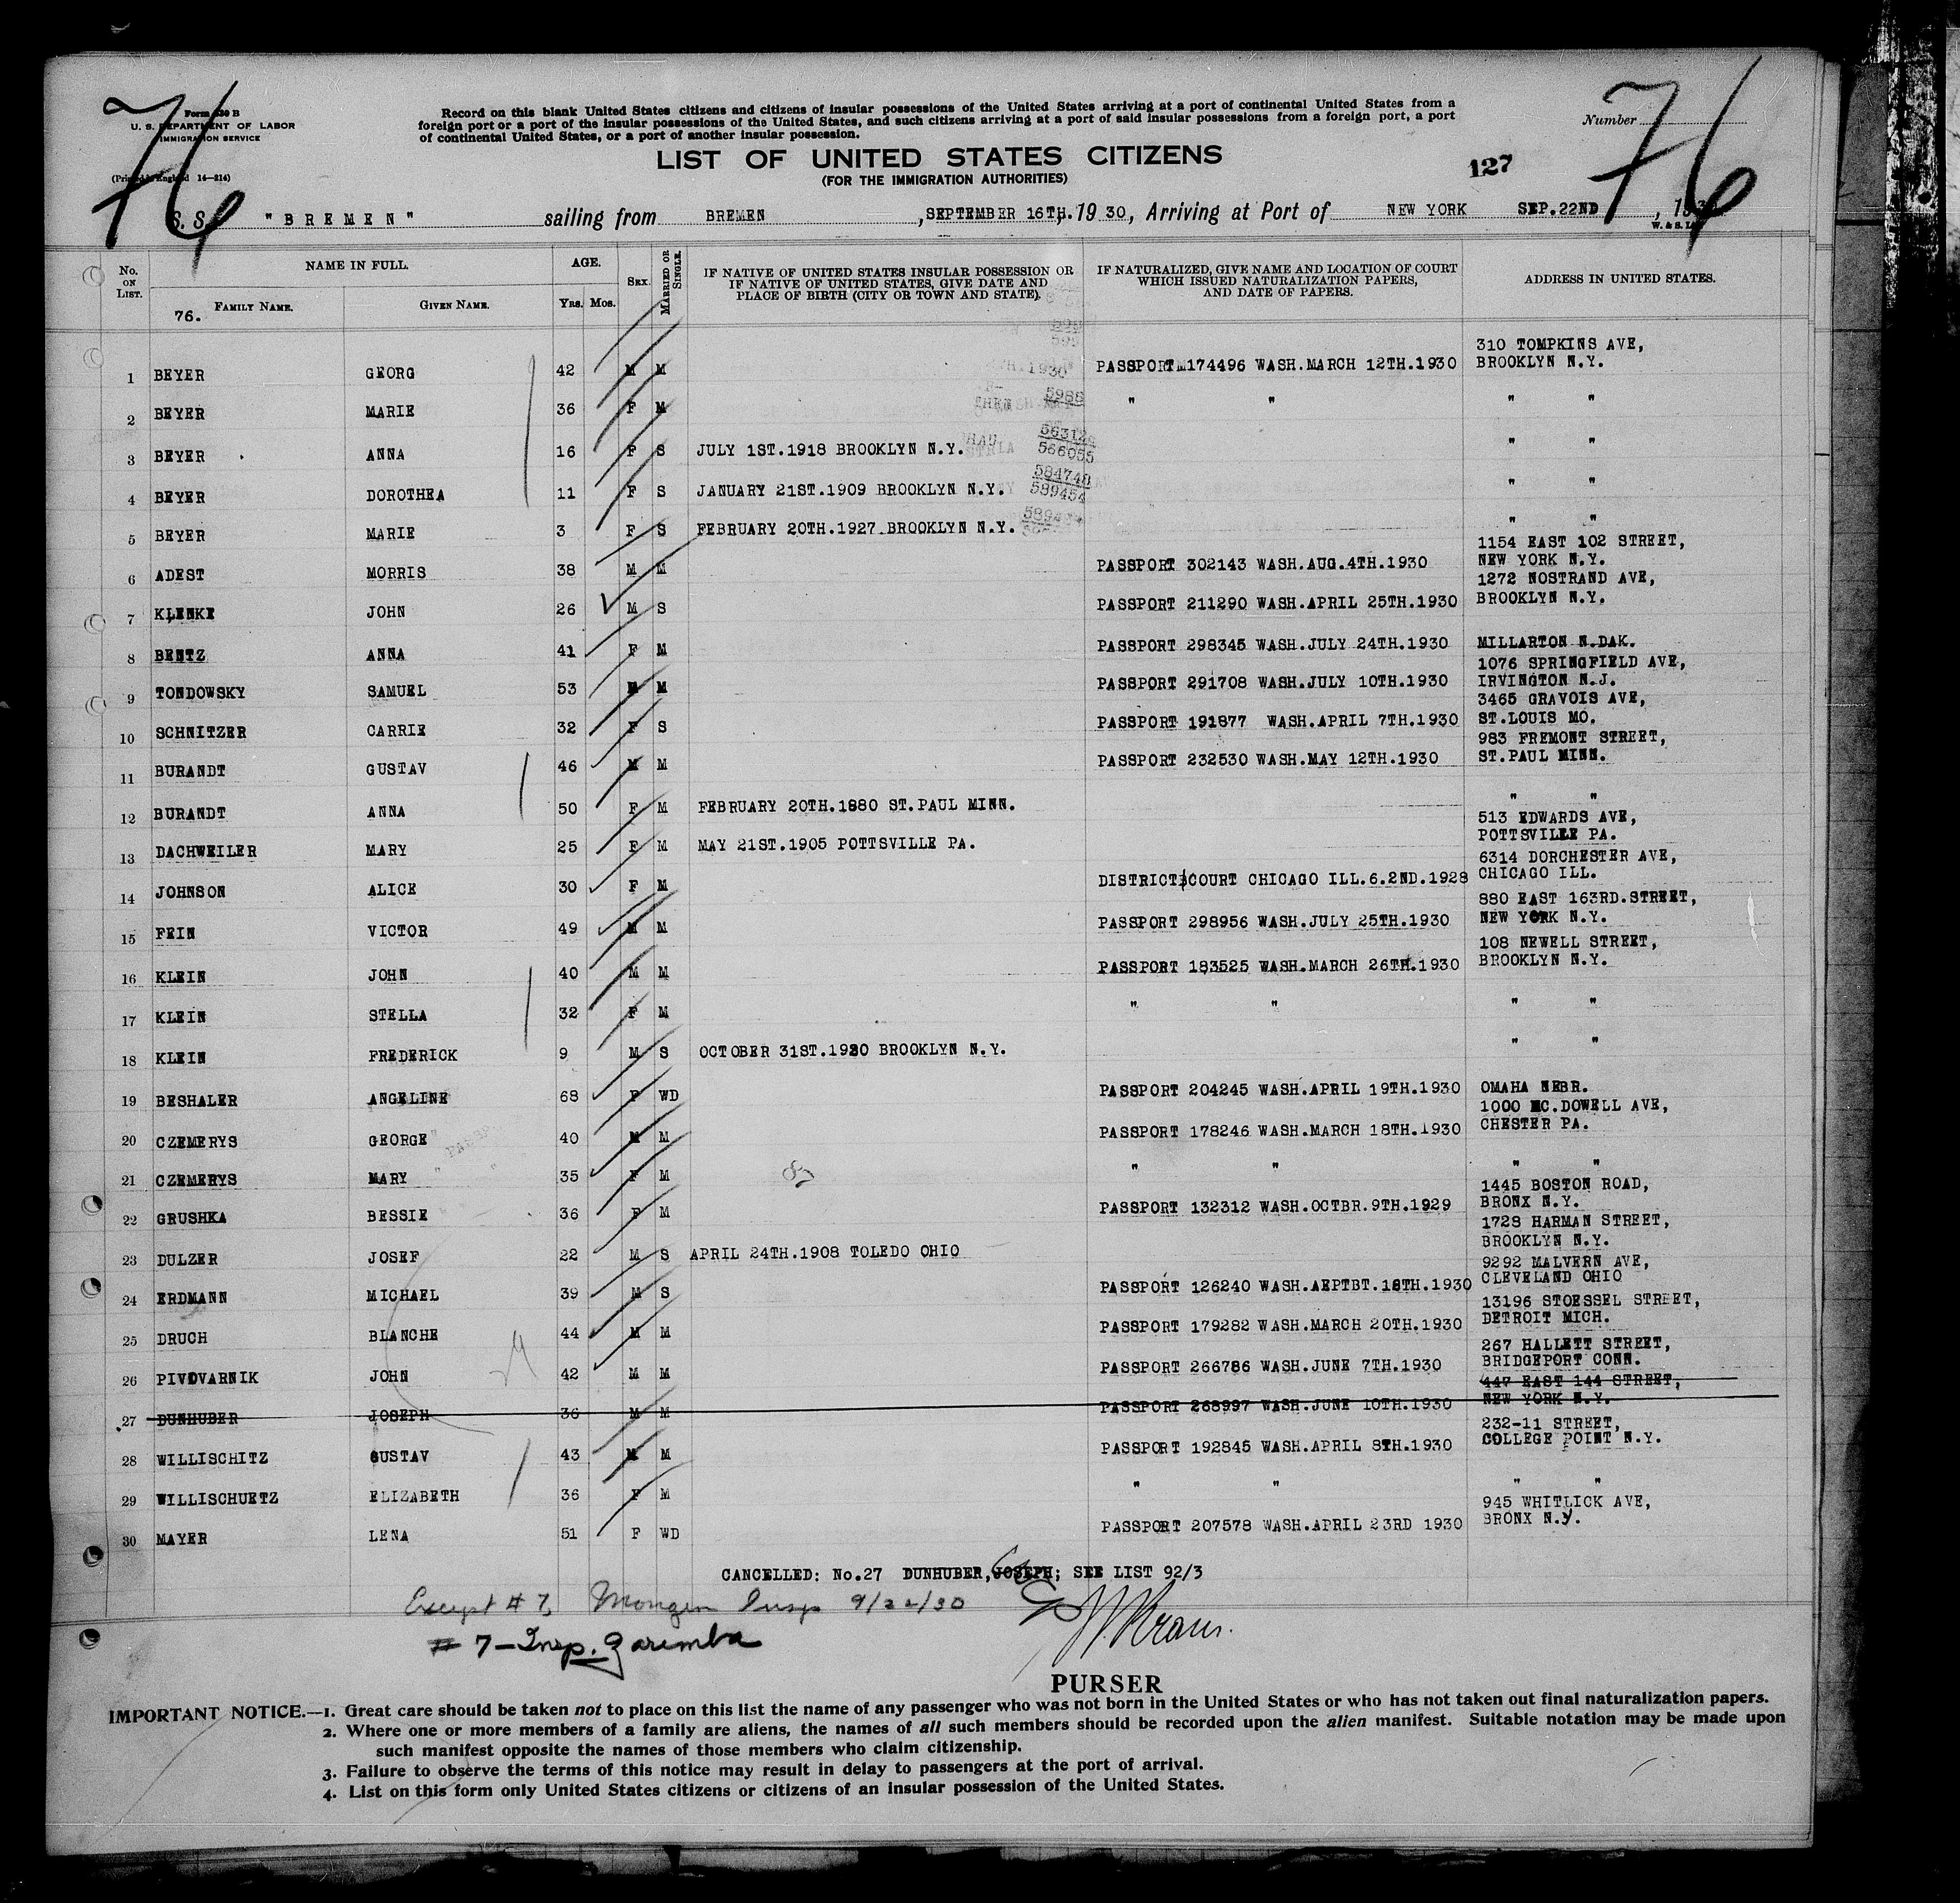 76
76
Form 630 B
U. S. DEPARTMENT OF LABOR
IMMIGRATION SERVICE
(Printed in England 14—214)
Record on this blank United States citizens and citizens of insular possessions of the United States arriving at a port of continental United States from a
foreign port or a port of the insular possessions of the United States, and such citizens arriving at a port of said insular possessions from a foreign port, a port
of continental United States, or a port of another insular possession.
Number
LIST OF UNITED STATES CITIZENS
(FOR THE IMMIGRATION AUTHORITIES)
127
S. S. "BREMEN" sailing from BREMEN, SEPTEMBER 16TH. 1930, Arriving at Port of NEW YORK SEP.22ND, 193
No. ON LIST. NAME IN FULL. AGE. SEX. MARRIED OR SINGLE. IF NATIVE OF UNITED STATES INSULAR POSSESSION OR IF NATIVE OF UNITED STATES, GIVE DATE AND PLACE OF BIRTH (CITY OR TOWN AND STATE). IF NATURALIZED, GIVE NAME AND LOCATION OF COURT WHICH ISSUED NATURALIZATION PAPERS, AND DATE OF PAPERS. ADDRESS IN UNITED STATES.
76. FAMILY NAME. GIVEN NAME. YRS. MOS.
1 BEYER GEORG 42 M M PASSPORT 174496 WASH.MARCH 12TH.1930 310 TOMPKINS AVE, BROOKLYN N.Y.
2 BEYER MARIE 36 F M " " " "
3 BEYER ANNA 16 F S JULY 1ST.1918 BROOKLYN N.Y. " "
4 BEYER DOROTHEA 11 F S JANUARY 21ST.1909 BROOKLYN N.Y. " "
5 BEYER MARIE 3 F S FEBRUARY 20TH.1927.BROOKLYN N.Y. " "
6 ADEST MORRIS 38 M M PASSPORT 302143 WASH.AUG.4TH.1930 1154 EAST 102 STREET, NEW YORK N.Y.
7 KLENKE JOHN 26 M S PASSPORT 211290 WASH.APRIL 25TH.1930 1272 NOSTRAND AVE, BROOKLYN N.Y.
8 BENTZ ANNA 41 F M PASSPORT 298345 WASH.JULY 24TH.1930 MILLARTON N.DAK.
9 TONDOWSKY SAMUEL 53 M M PASSPORT 291708 WASH.JULY 10TH.1930 1076 SPRINGFIELD AVE, IRVINGTON N.J.
10 SCHNITZER CARRIE 32 F S PASSPORT 191877 WASH.APRIL 7TH.1930 3465 GRAVOIS AVE, ST.LOUIS MO.
11 BURANDT GUSTAV 46 M M PASSPORT 232530 WASH.MAY 12TH.1930 983 FREMONT STREET, ST.PAUL MINN.
12 BURANDT ANNA 50 F M FEBRUARY 20TH.1880 ST.PAUL MINN. " "
13 DACHWEILER MARY 25 F M MAY 21ST.1905 POTTSVILLE PA. 513 EDWARDS AVE, POTTSVILLE PA.
14 JOHNSON ALICE 30 F M DISTRICT COURT CHICAGO ILL.6.2ND.1928 6314 DORCHESTER AVE, CHICAGO ILL.
15 FEIN VICTOR 49 M M PASSPORT 298956 WASH.JULY 25TH.1930 880 EAST 163RD.STREET, NEW YORK N.Y.
16 KLEIN JOHN 40 M M PASSPORT 183525 WASH.MARCH 26TH.1930 108 NEWELL STREET, BROOKLYN N.Y.
17 KLEIN STELLA 32 F M " " " "
18 KLEIN FREDERICK 9 M S OCTOBER 31ST.1920 BROOKLYN N.Y. " "
19 BESHALER ANGELINE 68 F WD PASSPORT 204245 WASH.APRIL 19TH.1930 OMAHA NEBR.
20 CZEMERYS GEORGE 40 M M PASSPORT 178246 WASH.MARCH 18TH.1930 1000 MC.DOWELL AVE, CHESTER PA.
21 CZEMERYS MARY 35 F M " " " "
22 GRUSHKA BESSIE 36 F M PASSPORT 132312 WASH.OCTBR.9TH.1929 1445 BOSTON ROAD, BRONX N.Y.
23 DULZER JOSEF 22 M S APRIL 24TH.1908 TOLEDO OHIO 1728 HARMAN STREET, BROOKLYN N.Y.
24 ERDMANN MICHAEL 39 M S PASSPORT 126240 WASH.AEPTBT.18TH.1930 9292 MALVERN AVE, CLEVELAND OHIO
25 DRUCH BLANCHE 44 M M PASSPORT 179282 WASH.MARCH 20TH.1930 13196 STOESSEL STREET, DETROIT MICH.
26 PIVOVARNIK JOHN 42 M M PASSPORT 266786 WASH.JUNE 7TH.1930 267 HALLETT STREET, BRIDGEPORT CONN.
27 DUNHUBER JOSEPH 36 M M PASSPORT 268997 WASH.JUNE 10TH.1930 447 EAST 144 STREET, NEW YORK N.Y.
28 WILLISCHITZ GUSTAV 43 M M PASSPORT 192845 WASH.APRIL 8TH.1930 232-11 STREET, COLLEGE POINT N.Y.
29 WILLISCHUETZ ELIZABETH 36 F M " " " "
30 MAYER LENA 51 F WD PASSPORT 207578 WASH.APRIL 23RD 1930 945 WHITLICK AVE, BRONX N.Y.
CANCELLED: No.27 DUNHUBER, JOSEPH; SEE LIST 92/3
Except # 7, Insp 9/22/30
# 7 — Insp. Zaremba
PURSER
IMPORTANT NOTICE.—1. Great care should be taken not to place on this list the name of any passenger who was not born in the United States or who has not taken out final naturalization papers.
2. Where one or more members of a family are aliens, the names of all such members should be recorded upon the alien manifest. Suitable notation may be made upon
such manifest opposite the names of those members who claim citizenship.
3. Failure to observe the terms of this notice may result in delay to passengers at the port of arrival.
4. List on this form only United States citizens or citizens of an insular possession of the United States.